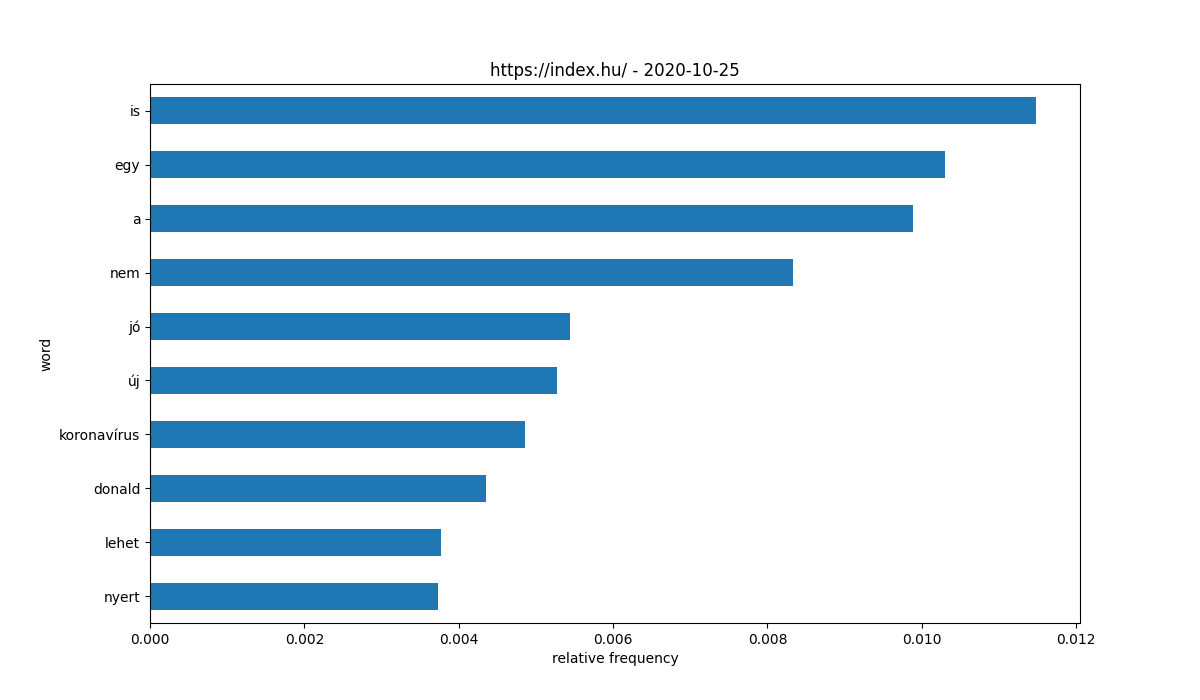 https://index.hu/ - 2020-10-25
is
egy
a
nem
jó
új
koronavírus
donald
lehet
nyert
word
0.000 0.002 0.004 0.006 0.008 0.010 0.012
relative frequency